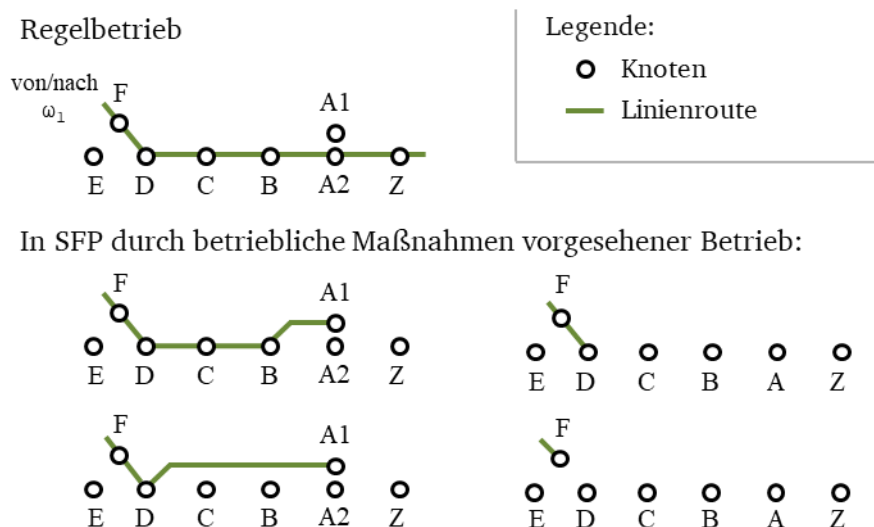 Regelbetrieb
Legende:
Knoten
Linienroute
von/nach
ω₁
F
A1
E D C B A2 Z
In SFP durch betriebliche Maßnahmen vorgesehener Betrieb:
F
A1
E D C B A2 Z
F
E D C B A Z
F
A1
E D C B A2 Z
F
E D C B A Z